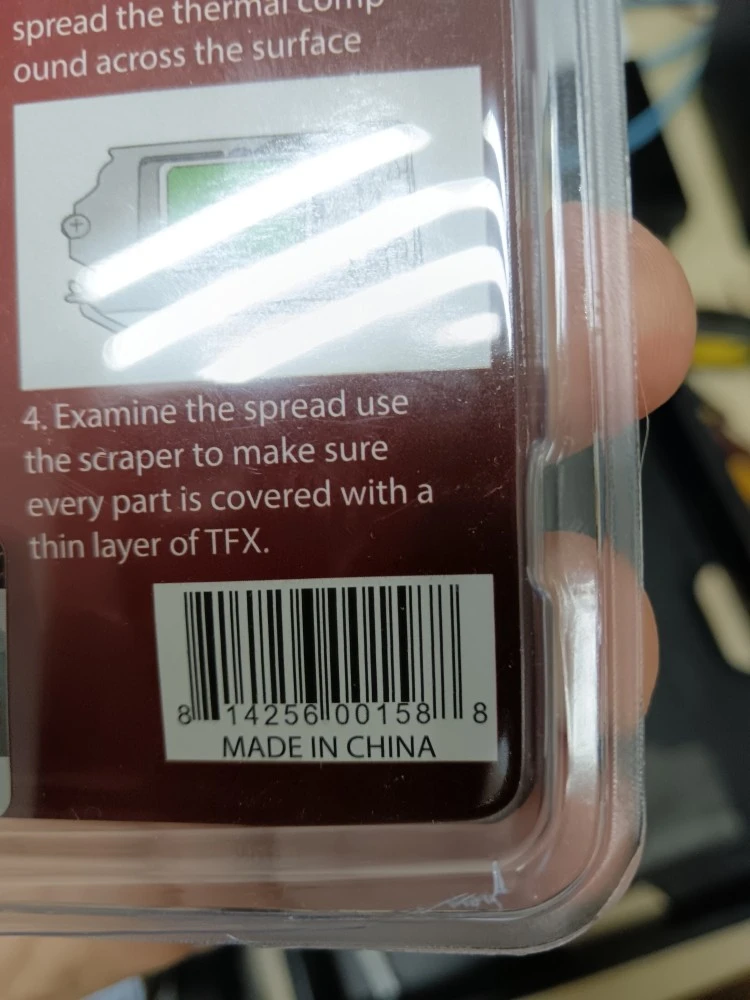 spread the thermal comp
ound across the surface
4. Examine the spread use
the scraper to make sure
every part is covered with a
thin layer of TFX.
8 14256 00158 8
MADE IN CHINA